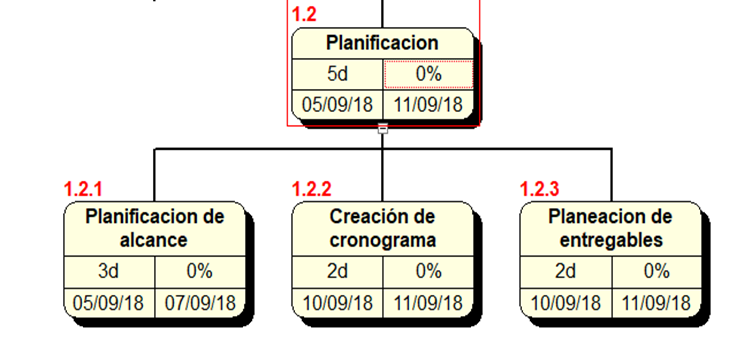 1.2
Planificacion
5d 0%
05/09/18 11/09/18
1.2.1 1.2.2 1.2.3
Planificacion de
alcance
3d 0%
05/09/18 07/09/18
Creación de
cronograma
2d 0%
10/09/18 11/09/18
Planeacion de
entregables
2d 0%
10/09/18 11/09/18